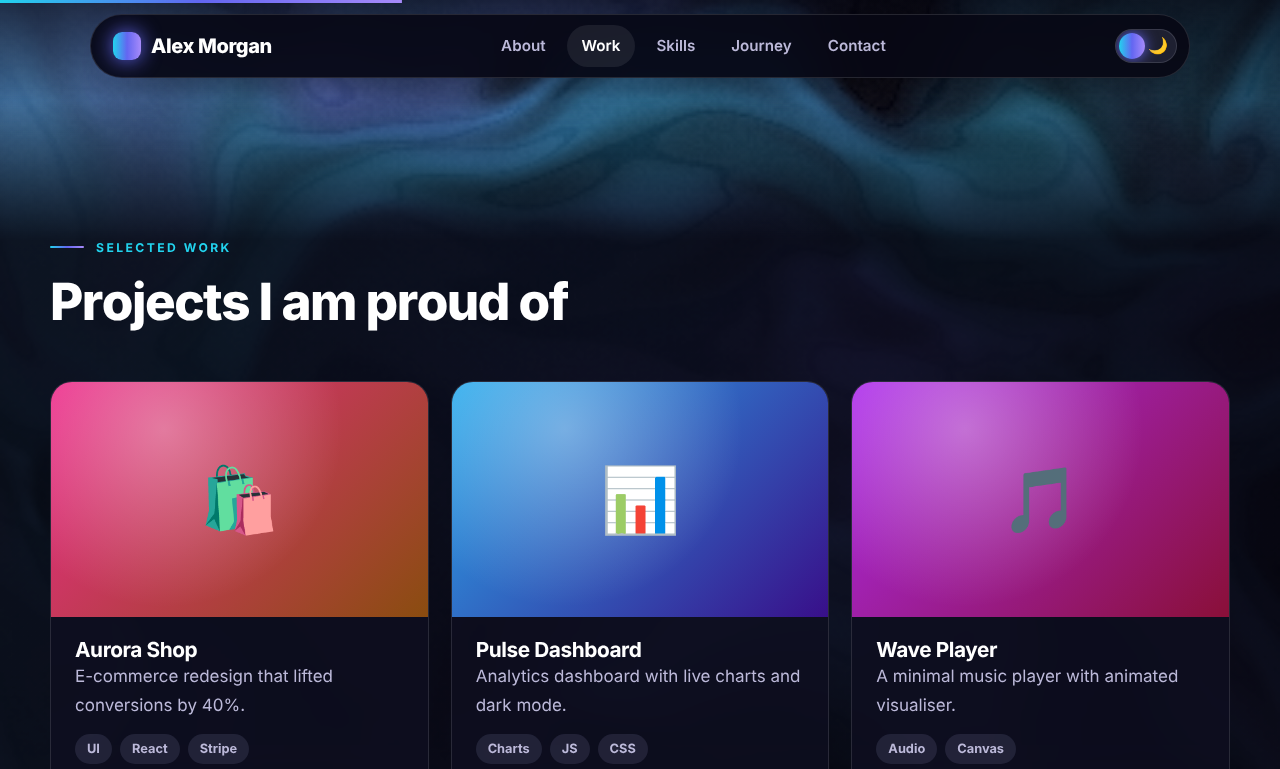 Alex Morgan
About
Work
Skills
Journey
Contact
SELECTED WORK
Projects I am proud of
Aurora Shop
E-commerce redesign that lifted
conversions by 40%.
UI
React
Stripe
Pulse Dashboard
Analytics dashboard with live charts and
dark mode.
Charts
JS
CSS
Wave Player
A minimal music player with animated
visualiser.
Audio
Canvas